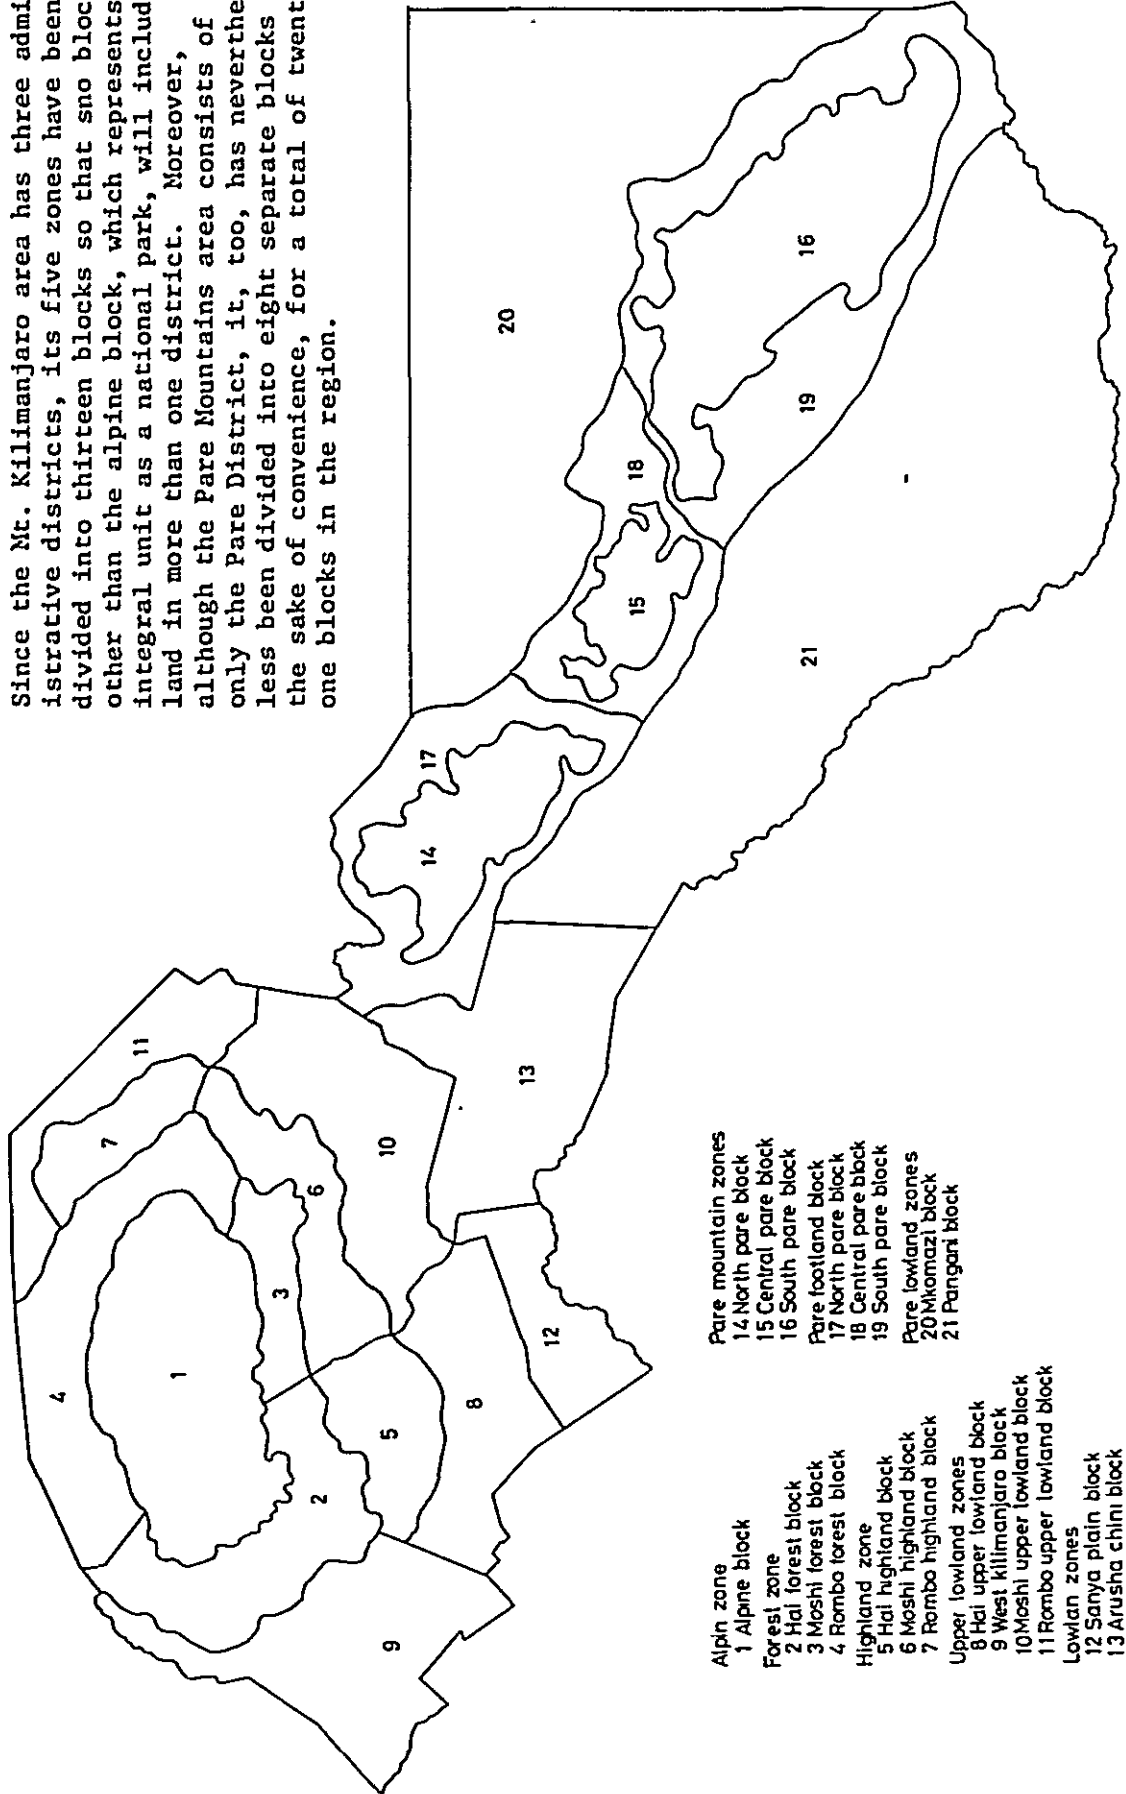 Since the Mt. Kilimanjaro area has three admi
istrative districts, its five zones have been
divided into thirteen blocks so that sno bloc
other than the alpine block, which represents
integral unit as a national park, will includ
land in more than one district. Moreover,
although the Pare Mountains area consists of
only the Pare District, it, too, has neverthe
less been divided into eight separate blocks
the sake of convenience, for a total of twent
one blocks in the region.
1
2
3
4
5
6
7
8
9
10
11
12
13
14
15
16
17
18
19
20
21
Alpin zone
1 Alpine block
Forest zone
2 Hai forest block
3 Moshi forest block
4 Rombo forest block
Highland zone
5 Hai highland block
6 Moshi highland block
7 Rombo highland block
Upper lowland zones
8 Hai upper lowland block
9 West kilimanjaro block
10 Moshi upper lowland block
11 Rombo upper lowland block
Lowlan zones
12 Sanya plain block
13 Arusha chini block
Pare mountain zones
14 North pare block
15 Central pare block
16 South pare block
Pare footland block
17 North pare block
18 Central pare block
19 South pare block
Pare lowland zones
20 Mkomazi block
21 Pangani block